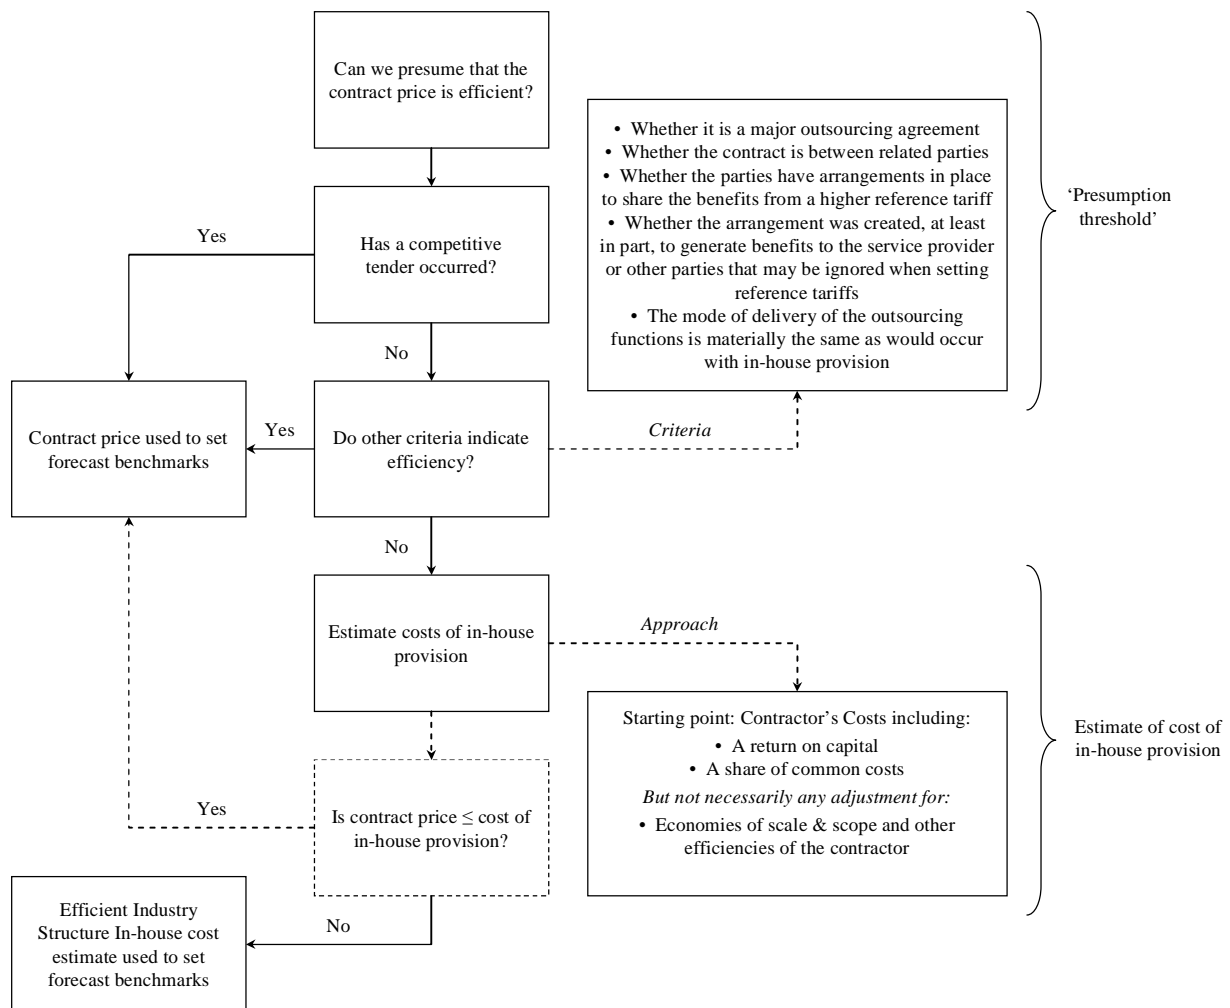 Can we presume that the
contract price is efficient?
• Whether it is a major outsourcing agreement
• Whether the contract is between related parties
• Whether the parties have arrangements in place
to share the benefits from a higher reference tariff
• Whether the arrangement was created, at least
in part, to generate benefits to the service provider
or other parties that may be ignored when setting
reference tariffs
• The mode of delivery of the outsourcing
functions is materially the same as would occur
with in-house provision
‘Presumption
threshold’
Yes
Has a competitive
tender occurred?
No
Contract price used to set
forecast benchmarks
Yes
Do other criteria indicate
efficiency?
Criteria
No
Estimate costs of in-house
provision
Approach
Starting point: Contractor’s Costs including:
• A return on capital
• A share of common costs
But not necessarily any adjustment for:
• Economies of scale & scope and other
efficiencies of the contractor
Estimate of cost of
in-house provision
Yes
Is contract price ≤ cost of
in-house provision?
No
Efficient Industry
Structure In-house cost
estimate used to set
forecast benchmarks